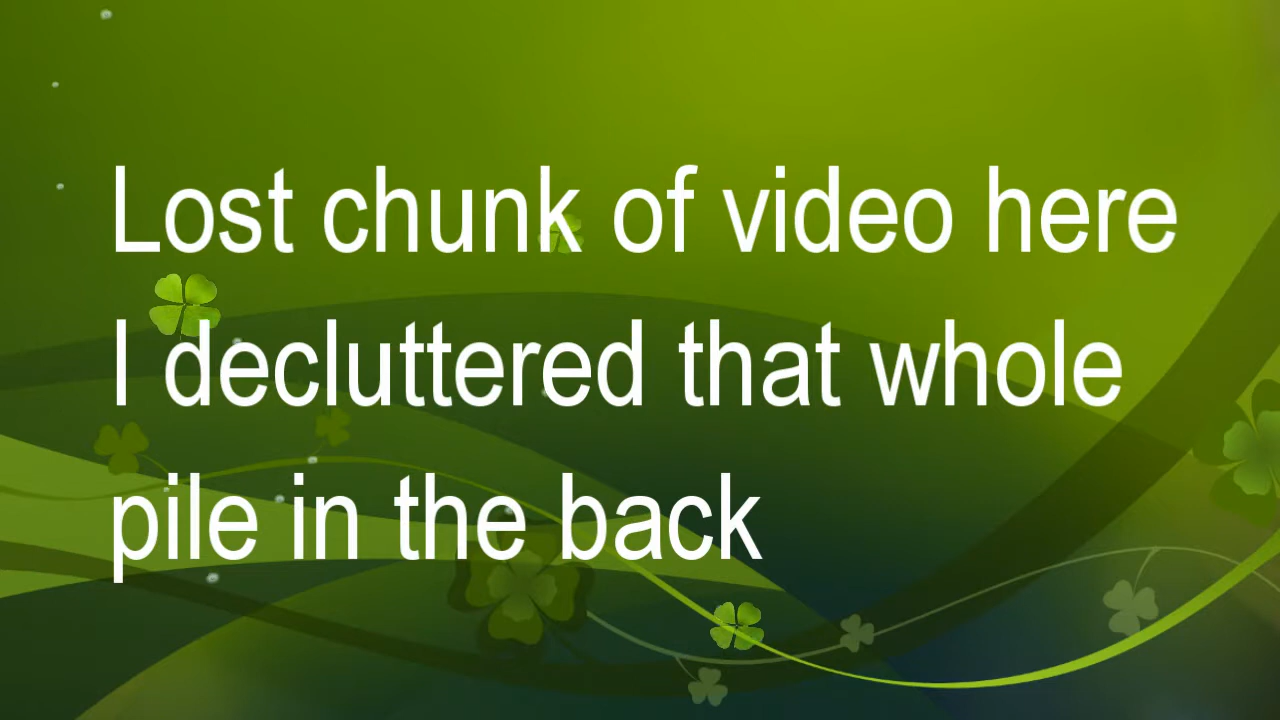 Lost chunk of video here
I decluttered that whole
pile in the back